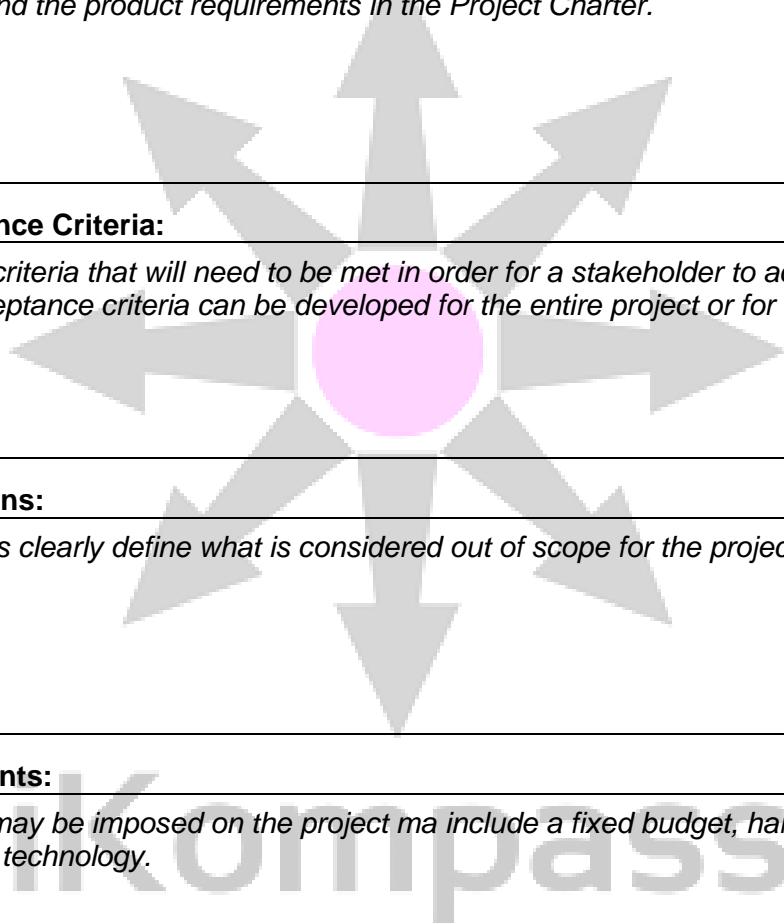 nd the product requirements in the Project Charter.
nce Criteria:
criteria that will need to be met in order for a stakeholder to a
eptance criteria can be developed for the entire project or for
ns:
s clearly define what is considered out of scope for the projec
nts:
may be imposed on the project ma include a fixed budget, ha
technology.
iKompass